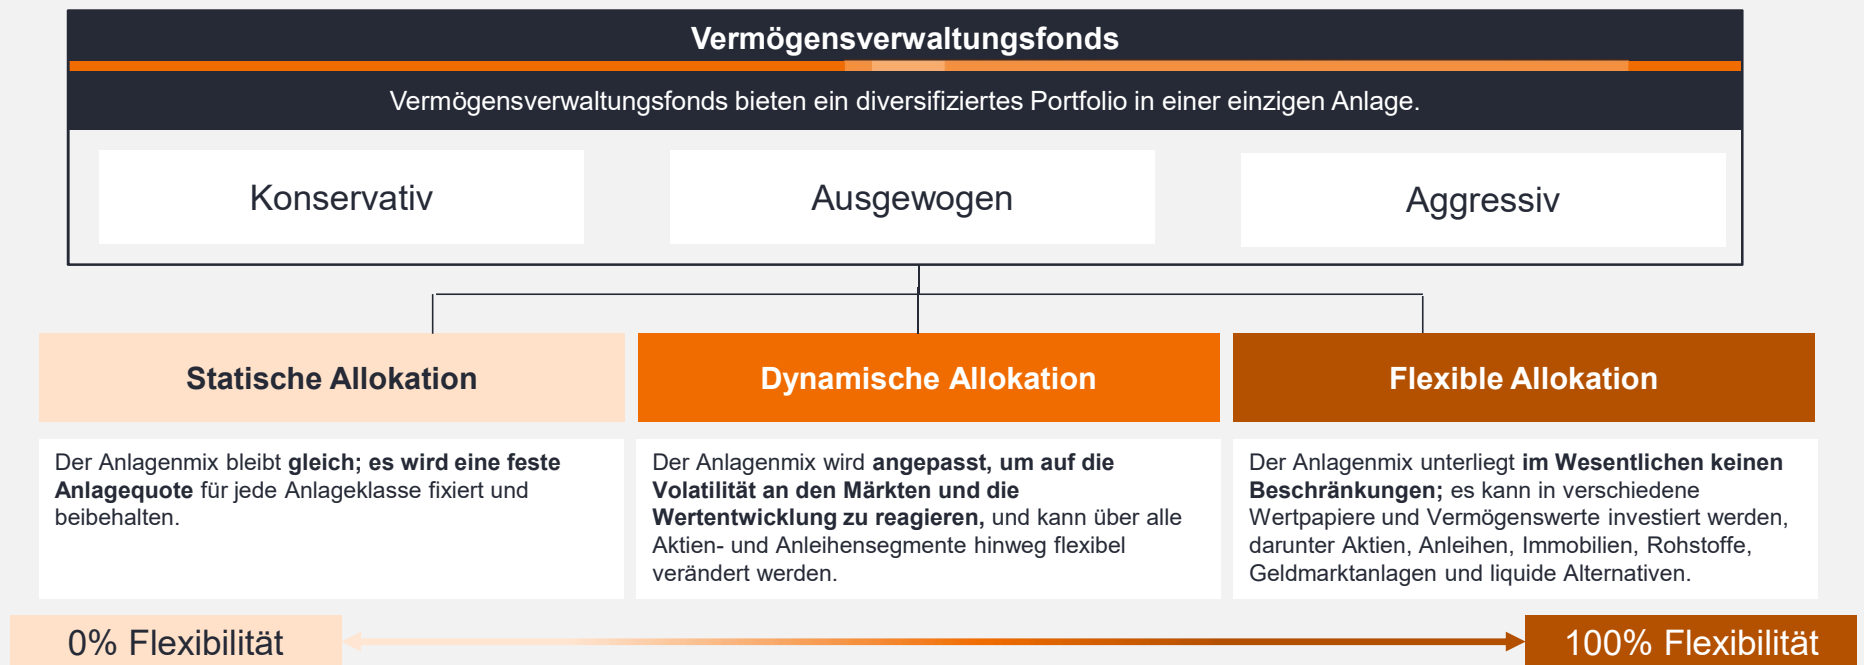 Vermögensverwaltungsfonds
Vermögensverwaltungsfonds bieten ein diversifiziertes Portfolio in einer einzigen Anlage.
Konservativ
Ausgewogen
Aggressiv
Statische Allokation
Dynamische Allokation
Flexible Allokation
Der Anlagenmix bleibt gleich; es wird eine feste
Anlagequote für jede Anlageklasse fixiert und
beibehalten.
Der Anlagenmix wird angepasst, um auf die
Volatilität an den Märkten und die
Wertentwicklung zu reagieren, und kann über alle
Aktien- und Anleihensegmente hinweg flexibel
verändert werden.
Der Anlagenmix unterliegt im Wesentlichen keinen
Beschränkungen; es kann in verschiedene
Wertpapiere und Vermögenswerte investiert werden,
darunter Aktien, Anleihen, Immobilien, Rohstoffe,
Geldmarktanlagen und liquide Alternativen.
0% Flexibilität
100% Flexibilität